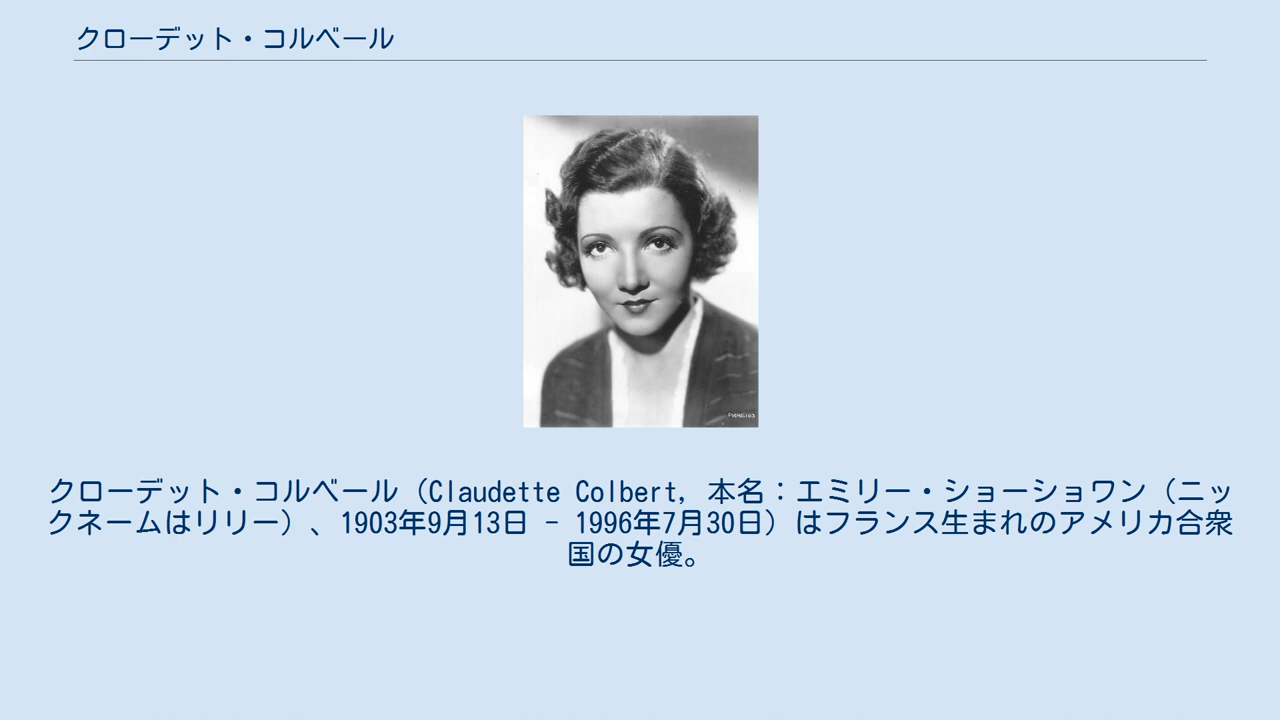 クローデット・コルベール
クローデット・コルベール（Claudette Colbert, 本名：エミリー・ショーショワン（ニッ
クネームはリリー）、1903年9月13日 - 1996年7月30日）はフランス生まれのアメリカ合衆
国の女優。